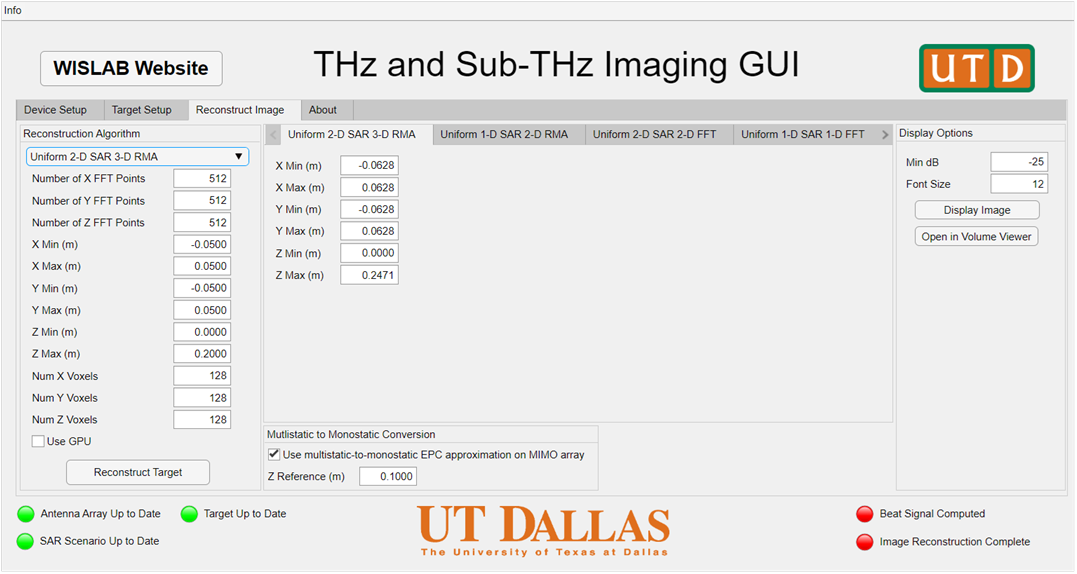 Info
WISLAB Website
THz and Sub-THz Imaging GUI
UTD
Device Setup
Target Setup
Reconstruct Image
About
Reconstruction Algorithm
Uniform 2-D SAR 3-D RMA
Number of X FFT Points 512
Number of Y FFT Points 512
Number of Z FFT Points 512
X Min (m) -0.0500
X Max (m) 0.0500
Y Min (m) -0.0500
Y Max (m) 0.0500
Z Min (m) 0.0000
Z Max (m) 0.2000
Num X Voxels 128
Num Y Voxels 128
Num Z Voxels 128
Use GPU
Reconstruct Target
Uniform 2-D SAR 3-D RMA
Uniform 1-D SAR 2-D RMA
Uniform 2-D SAR 2-D FFT
Uniform 1-D SAR 1-D FFT
X Min (m) -0.0628
X Max (m) 0.0628
Y Min (m) -0.0628
Y Max (m) 0.0628
Z Min (m) 0.0000
Z Max (m) 0.2471
Mutlistatic to Monostatic Conversion
Use multistatic-to-monostatic EPC approximation on MIMO array
Z Reference (m) 0.1000
Display Options
Min dB -25
Font Size 12
Display Image
Open in Volume Viewer
Antenna Array Up to Date
Target Up to Date
SAR Scenario Up to Date
UT DALLAS
The University of Texas at Dallas
Beat Signal Computed
Image Reconstruction Complete